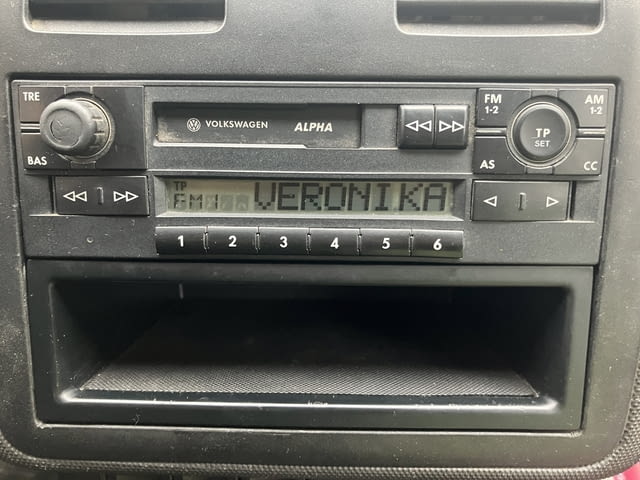 TRE
BAS
VOLKSWAGEN ALPHA
◁◁ ▷▷
FM 1-2
AM 1-2
TP SET
AS
CC
◁◁ ▷▷
TP
FM1 VERONIKA
◁ ▷
1 2 3 4 5 6